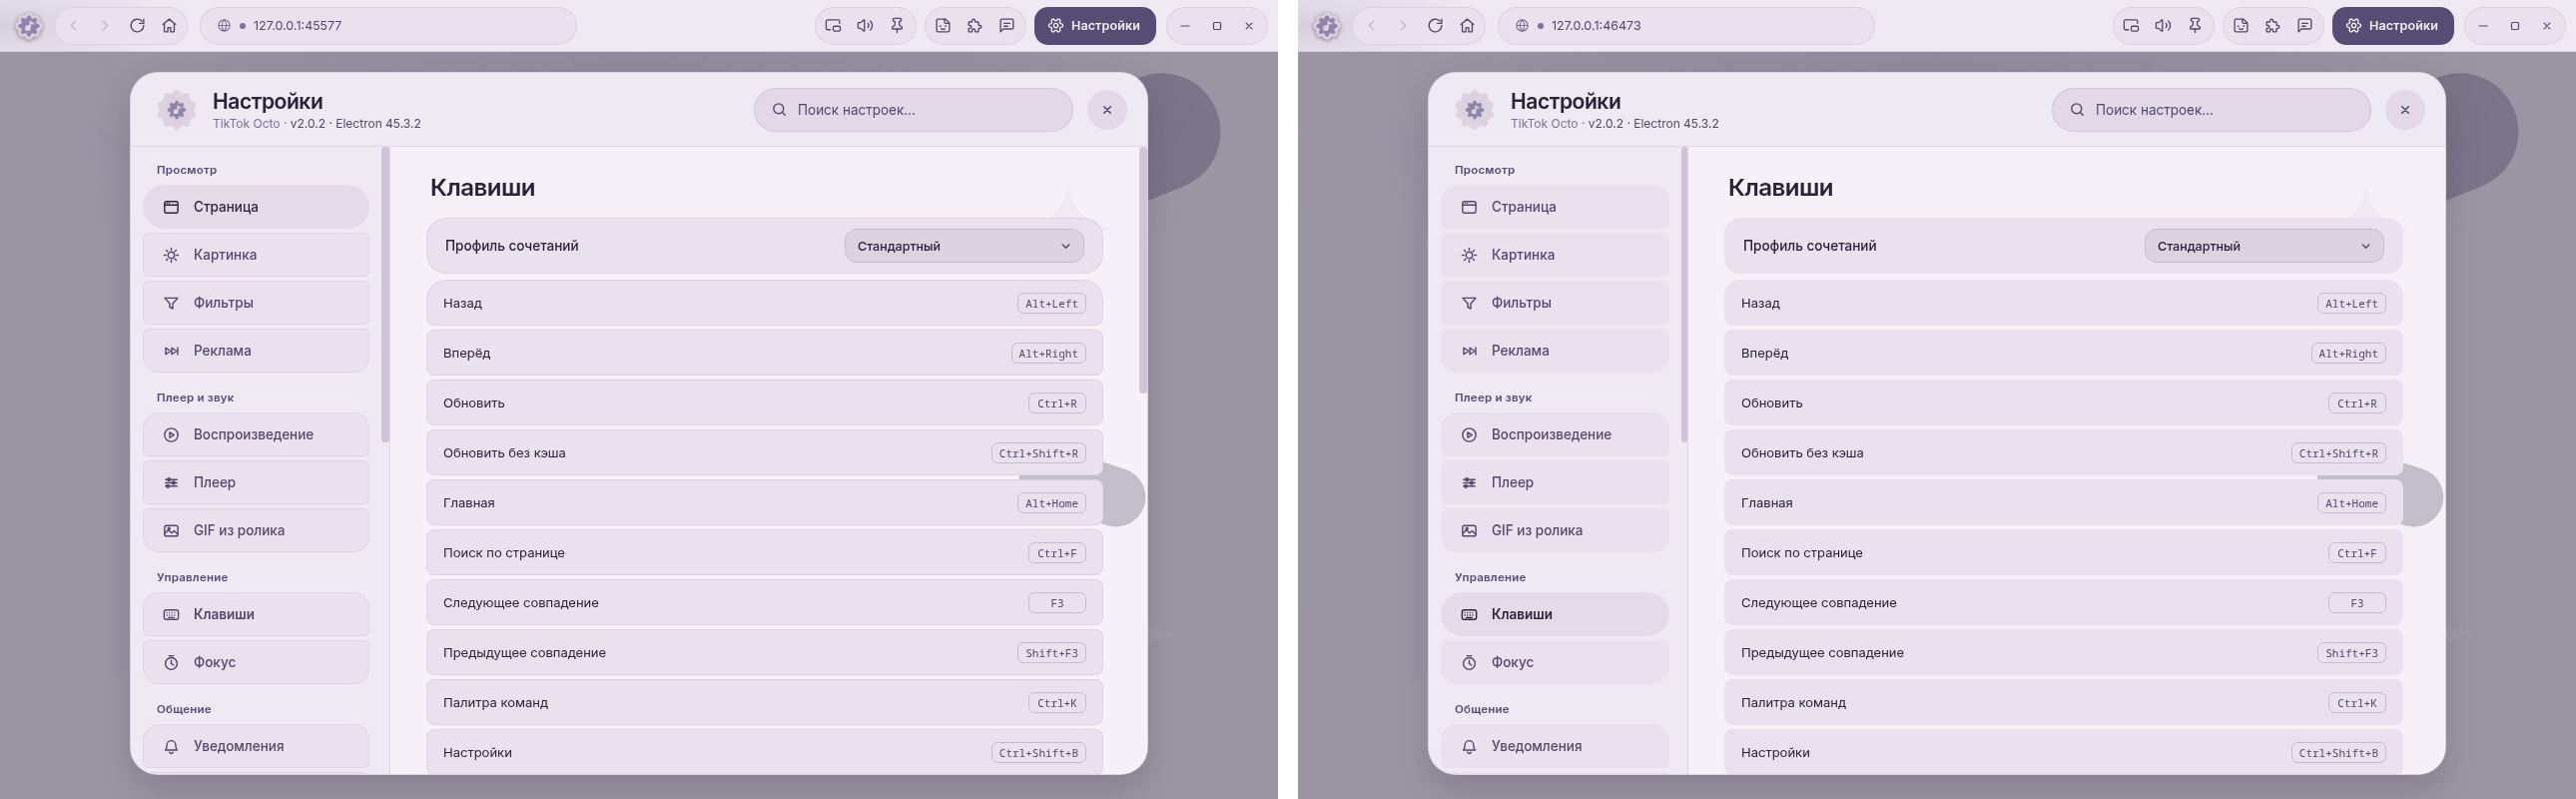 127.0.0.1:45577
Настройки
Настройки
TikTok Octo · v2.0.2 · Electron 45.3.2
Поиск настроек...
Просмотр
Страница
Картинка
Фильтры
Реклама
Плеер и звук
Воспроизведение
Плеер
GIF из ролика
Управление
Клавиши
Фокус
Общение
Уведомления
Клавиши
Профиль сочетаний
Стандартный
Назад
Alt+Left
Вперёд
Alt+Right
Обновить
Ctrl+R
Обновить без кэша
Ctrl+Shift+R
Главная
Alt+Home
Поиск по странице
Ctrl+F
Следующее совпадение
F3
Предыдущее совпадение
Shift+F3
Палитра команд
Ctrl+K
Настройки
Ctrl+Shift+B
127.0.0.1:46473
Настройки
Настройки
TikTok Octo · v2.0.2 · Electron 45.3.2
Поиск настроек...
Просмотр
Страница
Картинка
Фильтры
Реклама
Плеер и звук
Воспроизведение
Плеер
GIF из ролика
Управление
Клавиши
Фокус
Общение
Уведомления
Клавиши
Профиль сочетаний
Стандартный
Назад
Alt+Left
Вперёд
Alt+Right
Обновить
Ctrl+R
Обновить без кэша
Ctrl+Shift+R
Главная
Alt+Home
Поиск по странице
Ctrl+F
Следующее совпадение
F3
Предыдущее совпадение
Shift+F3
Палитра команд
Ctrl+K
Настройки
Ctrl+Shift+B